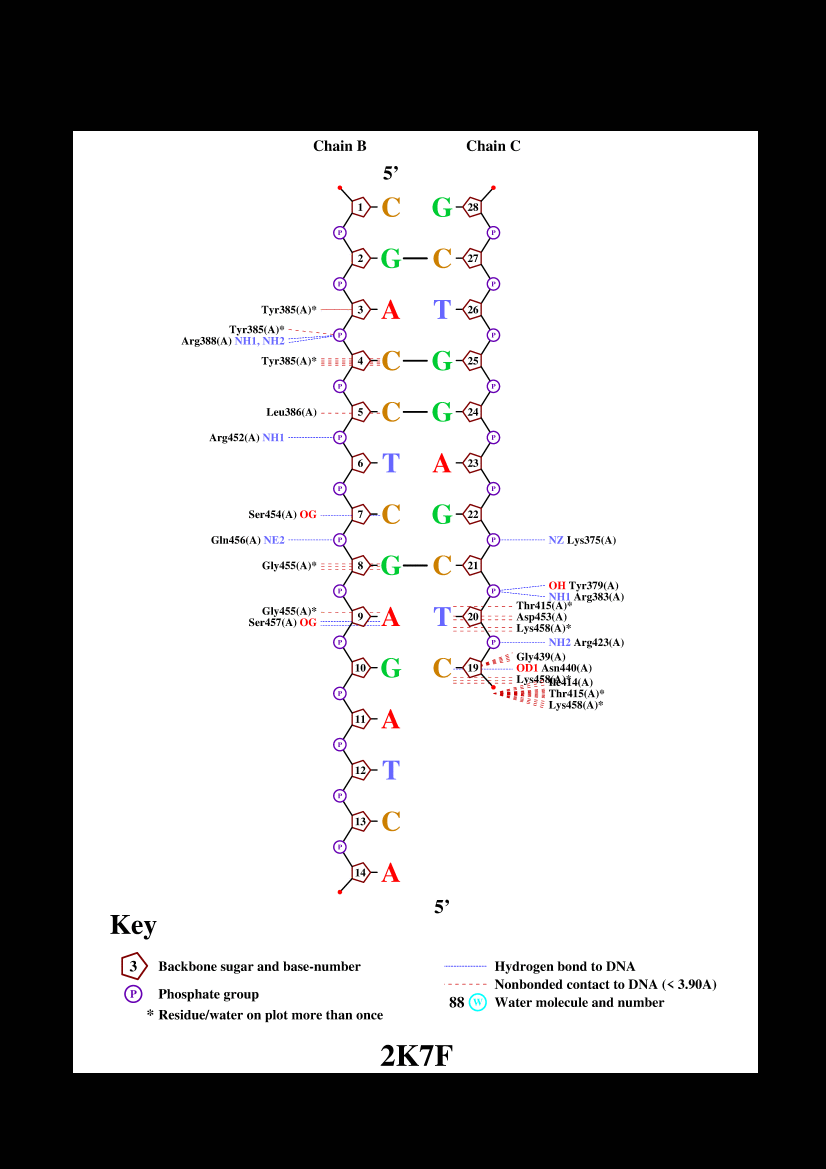 Chain B Chain C
5’
1 C G 28
P P
2 G C 27
P P
Tyr385(A)* 3 A T 26
Tyr385(A)*
P P
Arg388(A) NH1, NH2
Tyr385(A)* 4 C G 25
P P
Leu386(A) 5 C G 24
Arg452(A) NH1 P P
6 T A 23
P P
Ser454(A) OG 7 C G 22
Gln456(A) NE2 P P NZ Lys375(A)
Gly455(A)* 8 G C 21
OH Tyr379(A)
P P
NH1 Arg383(A)
Thr415(A)*
Gly455(A)*
9 A T 20 Asp453(A)
Ser457(A) OG
Lys458(A)*
P P NH2 Arg423(A)
Gly439(A)
10 G C 19 OD1 Asn440(A)
Lys458(A)*
Ile414(A)
P Thr415(A)*
Lys458(A)*
11 A
P
12 T
P
13 C
P
14 A
5’
Key
3 Backbone sugar and base-number
P Phosphate group
* Residue/water on plot more than once
Hydrogen bond to DNA
Nonbonded contact to DNA (< 3.90A)
88 W Water molecule and number
2K7F